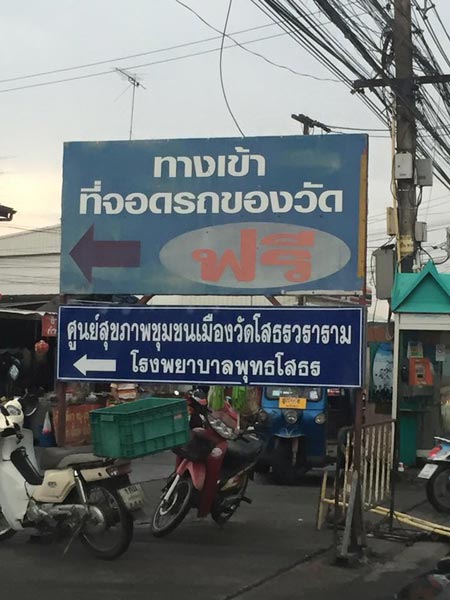 ทางเข้า
ที่จอดรถของวัด
ฟรี
ศูนย์สุขภาพชุมชนเมืองวัดโสธรวราราม
โรงพยาบาลพุทธโสธร